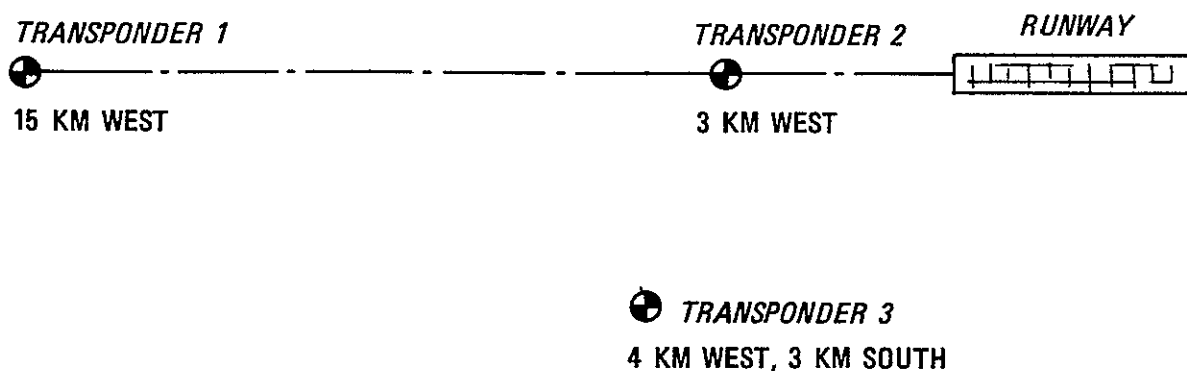 TRANSPONDER 1
TRANSPONDER 2
RUNWAY
15 KM WEST
3 KM WEST
TRANSPONDER 3
4 KM WEST, 3 KM SOUTH